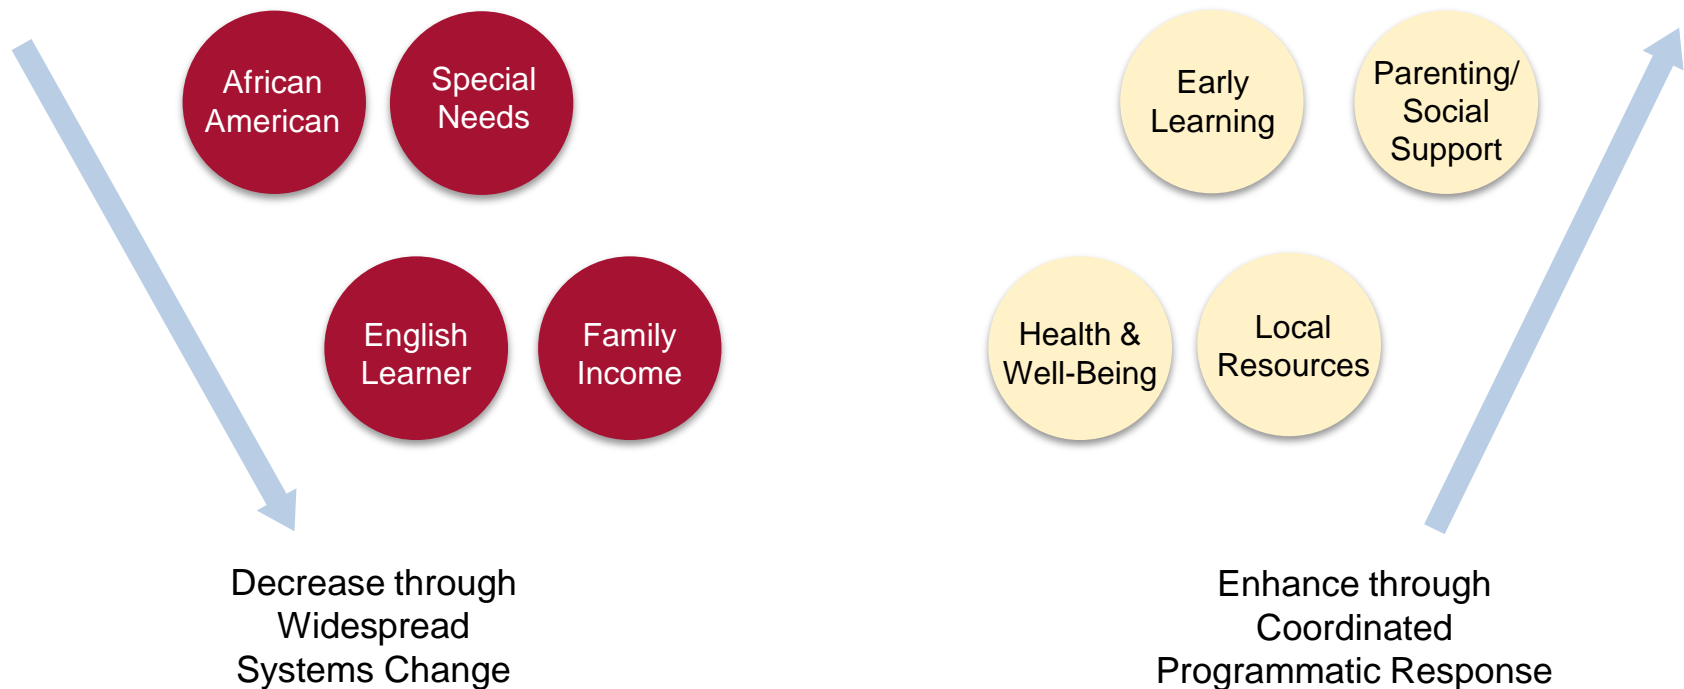 African
American
Special
Needs
English
Learner
Family
Income
Decrease through
Widespread
Systems Change
Early
Learning
Parenting/
Social
Support
Health &
Well-Being
Local
Resources
Enhance through
Coordinated
Programmatic Response